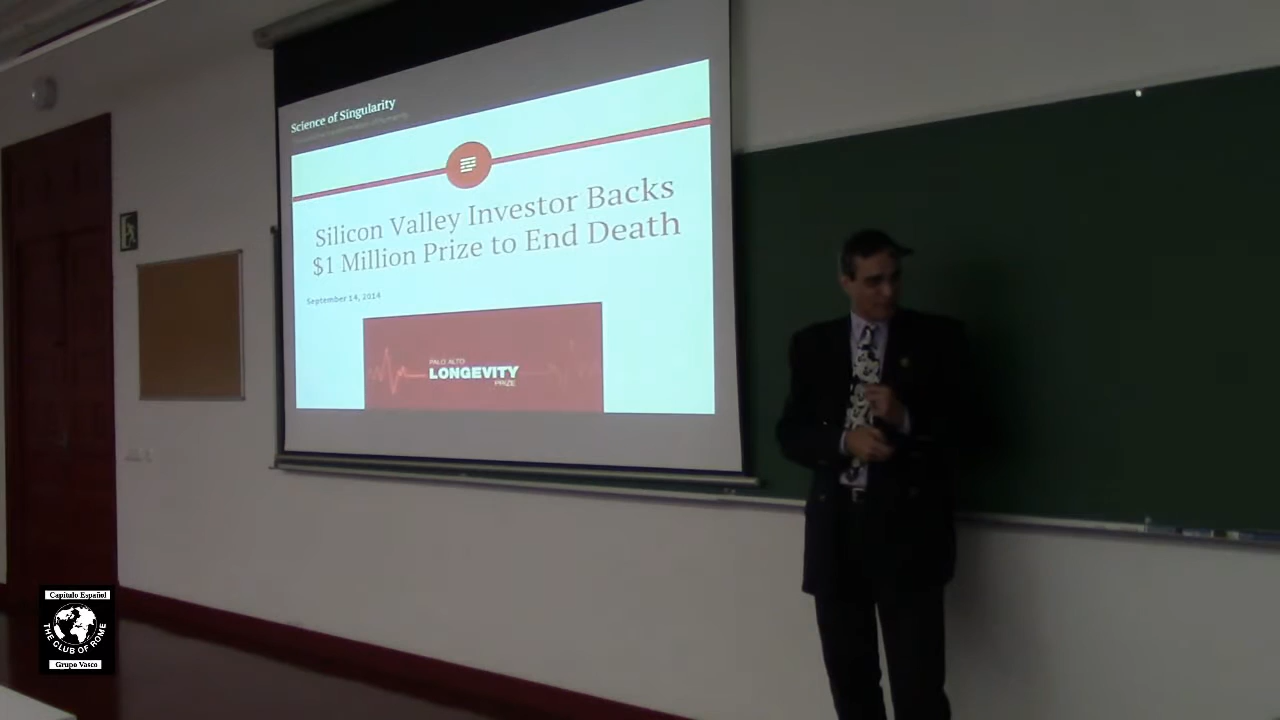 Science of Singularity
Silicon Valley Investor Backs
$1 Million Prize to End Death
September 14, 2014
PALO ALTO
LONGEVITY
PRIZE
Capítulo Español
THE CLUB OF ROME
Grupo Vasco